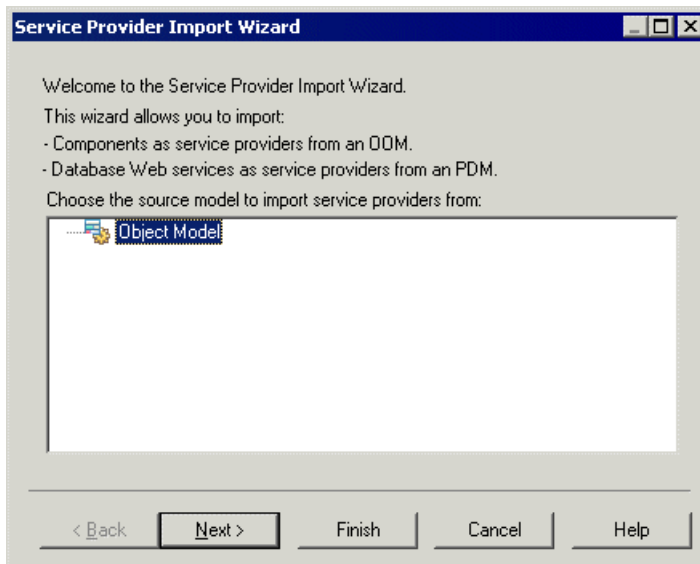 Service Provider Import Wizard
Welcome to the Service Provider Import Wizard.
This wizard allows you to import:
- Components as service providers from an OOM.
- Database Web services as service providers from an PDM.
Choose the source model to import service providers from:
Object Model
< Back Next > Finish Cancel Help